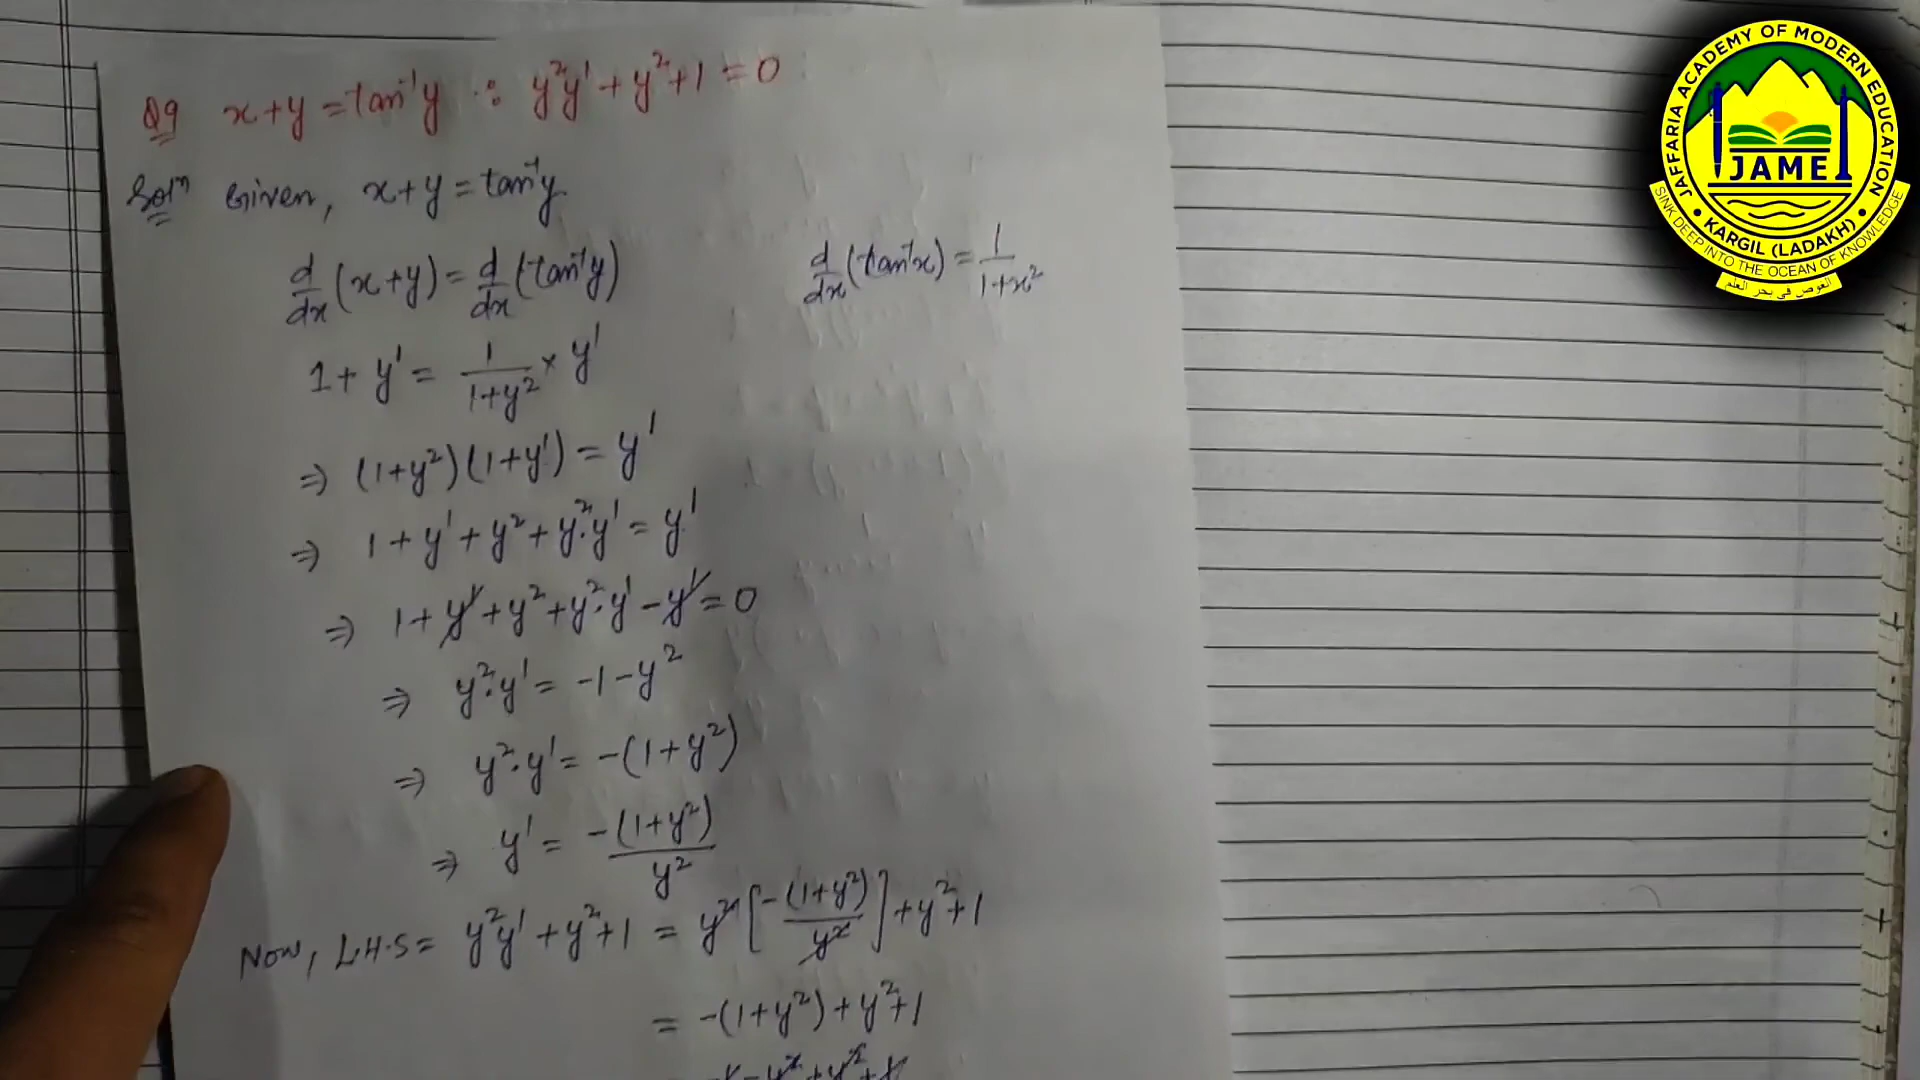 Q9 x+y = tan⁻¹y : y²y' + y² + 1 = 0
Solⁿ Given, x+y = tan⁻¹y
d/dx (x+y) = d/dx (tan⁻¹y)
d/dx (tan⁻¹x) = 1/1+x²
1 + y' = 1/1+y² × y'
⇒ (1+y²)(1+y') = y'
⇒ 1 + y' + y² + y².y' = y'
⇒ 1 + y' + y² + y².y' - y' = 0
⇒ y².y' = -1-y²
⇒ y².y' = -(1+y²)
⇒ y' = -(1+y²)/y²
Now, L.H.S = y²y' + y²+1 = y² [-(1+y²)/y²] + y²+1
= -(1+y²) + y²+1
JAFFARIA ACADEMY OF MODERN EDUCATION
JAME
• KARGIL (LADAKH) •
SINK DEEP INTO THE OCEAN OF KNOWLEDGE
الغوص في بحر العلم